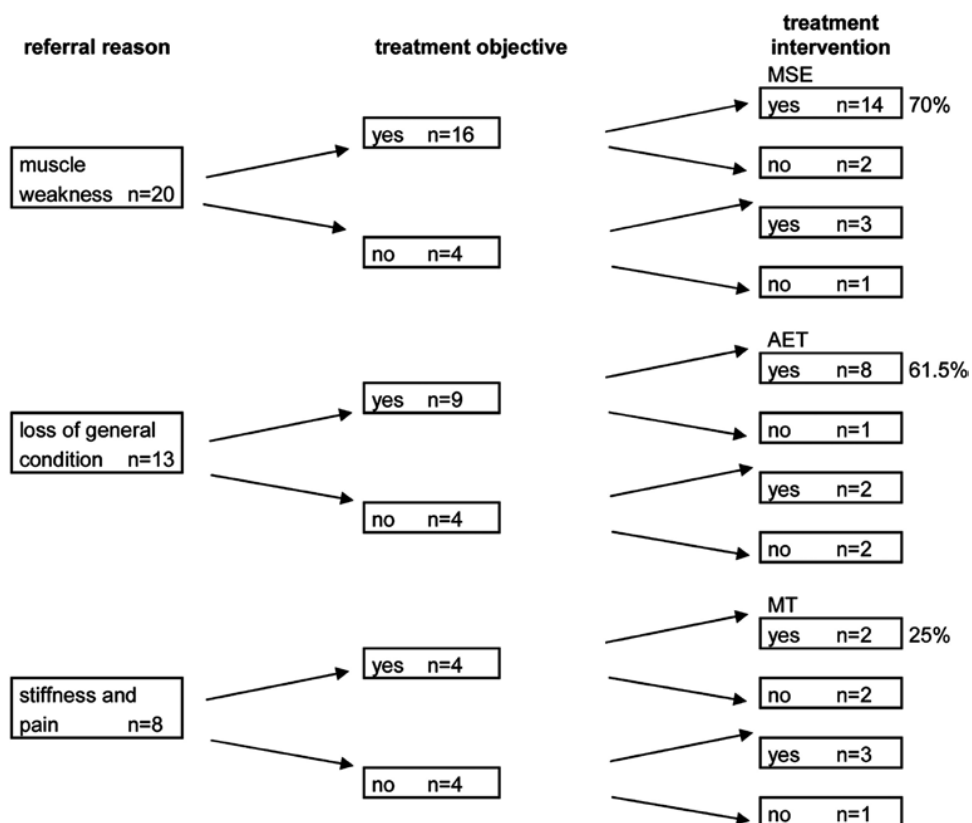 referral reason
treatment objective
treatment
intervention
MSE
yes n=14 70%
yes n=16
no n=2
muscle
weakness n=20
yes n=3
no n=4
no n=1
AET
yes n=8 61.5%
yes n=9
no n=1
loss of general
condition n=13
yes n=2
no n=4
no n=2
MT
yes n=2 25%
yes n=4
no n=2
stiffness and
pain n=8
yes n=3
no n=4
no n=1